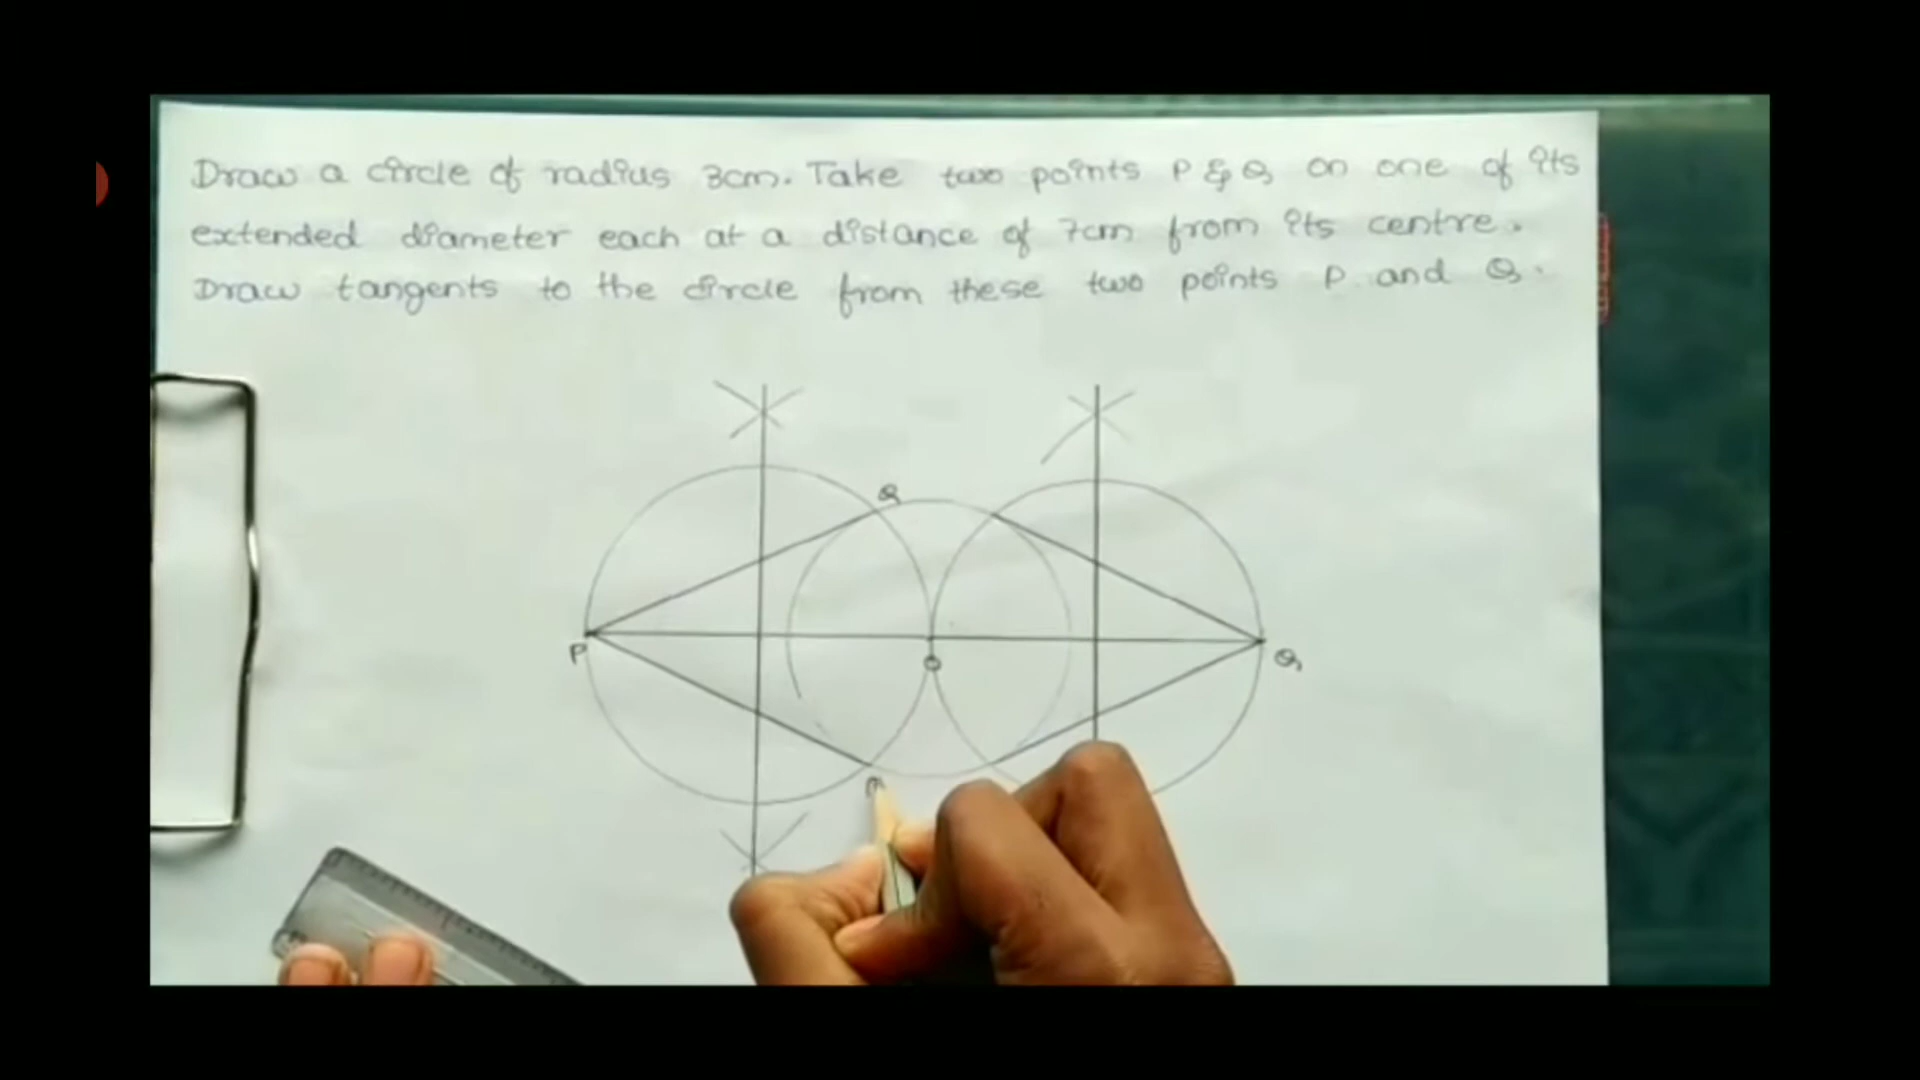 Draw a circle of radius 3cm. Take two points P & Q on one of its
extended diameter each at a distance of 7cm from its centre.
Draw tangents to the circle from these two points P and Q.
P
O
Q